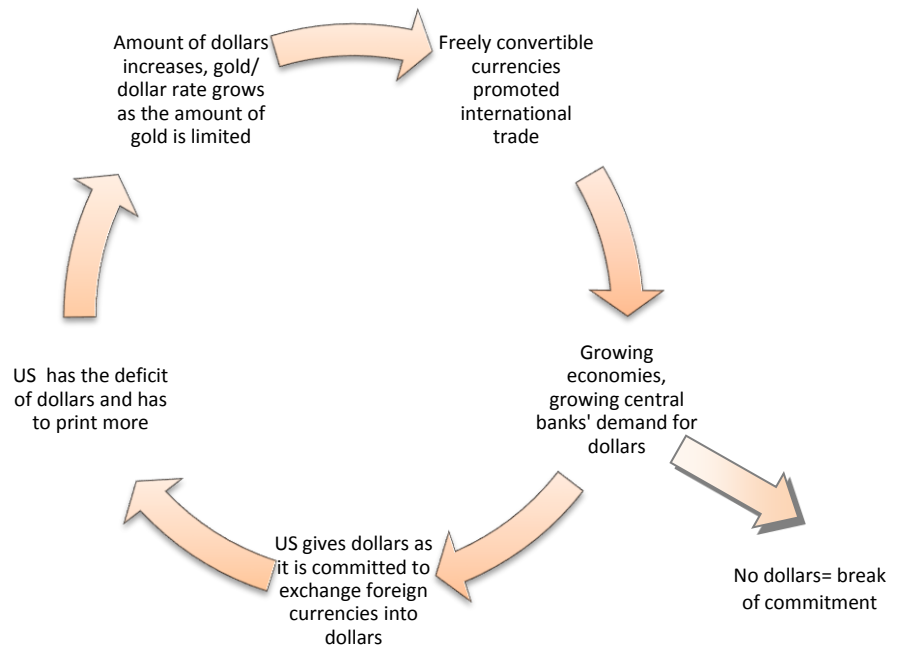 Amount of dollars
increases, gold/
dollar rate grows
as the amount of
gold is limited
Freely convertible
currencies
promoted
international
trade
Growing
economies,
growing central
banks' demand for
dollars
No dollars= break
of commitment
US gives dollars as
it is committed to
exchange foreign
currencies into
dollars
US  has the deficit
of dollars and has
to print more